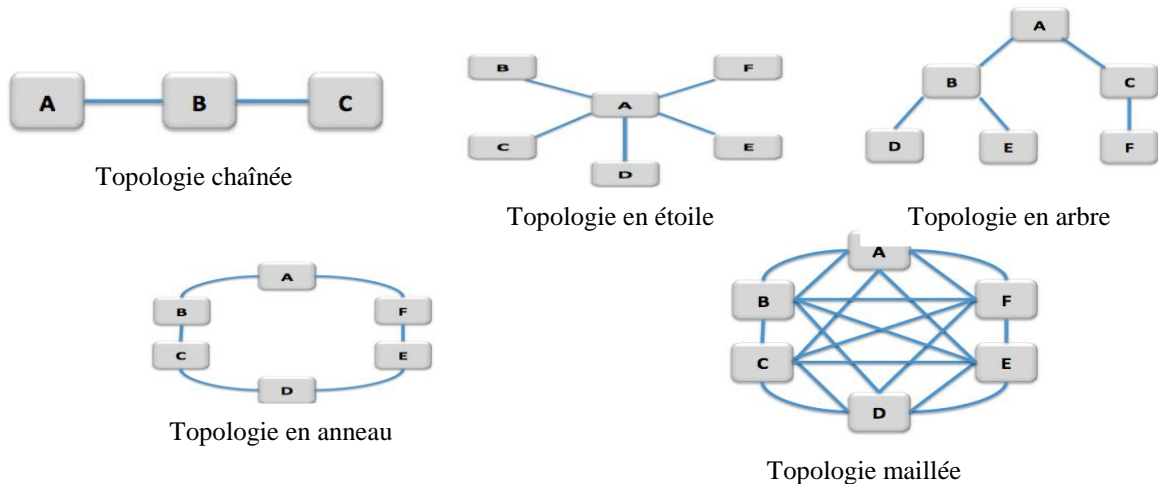 A B C
Topologie chaînée
B F
A
C E
D
Topologie en étoile
A
B C
D E F
Topologie en arbre
A
B F
C E
D
Topologie en anneau
A
B F
C E
D
Topologie maillée